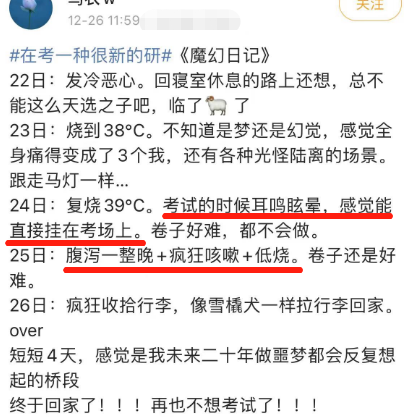 12-26 11:59
关注
#在考一种很新的研#《魔幻日记》
22日：发冷恶心。回寝室休息的路上还想，总不
能这么天选之子吧，临了🐑了
23日：烧到38°C。不知道是梦还是幻觉，感觉全
身痛得变成了3个我，还有各种光怪陆离的场景。
跟走马灯一样...
24日：复烧39°C。考试的时候耳鸣眩晕，感觉能
直接挂在考场上。卷子好难，都不会做。
25日：腹泻一整晚+疯狂咳嗽+低烧。卷子还是好
难。
26日：疯狂收拾行李，像雪橇犬一样拉行李回家。
over
短短4天，感觉是我未来二十年做噩梦都会反复想
起的桥段
终于回家了！！！再也不想考试了！！！